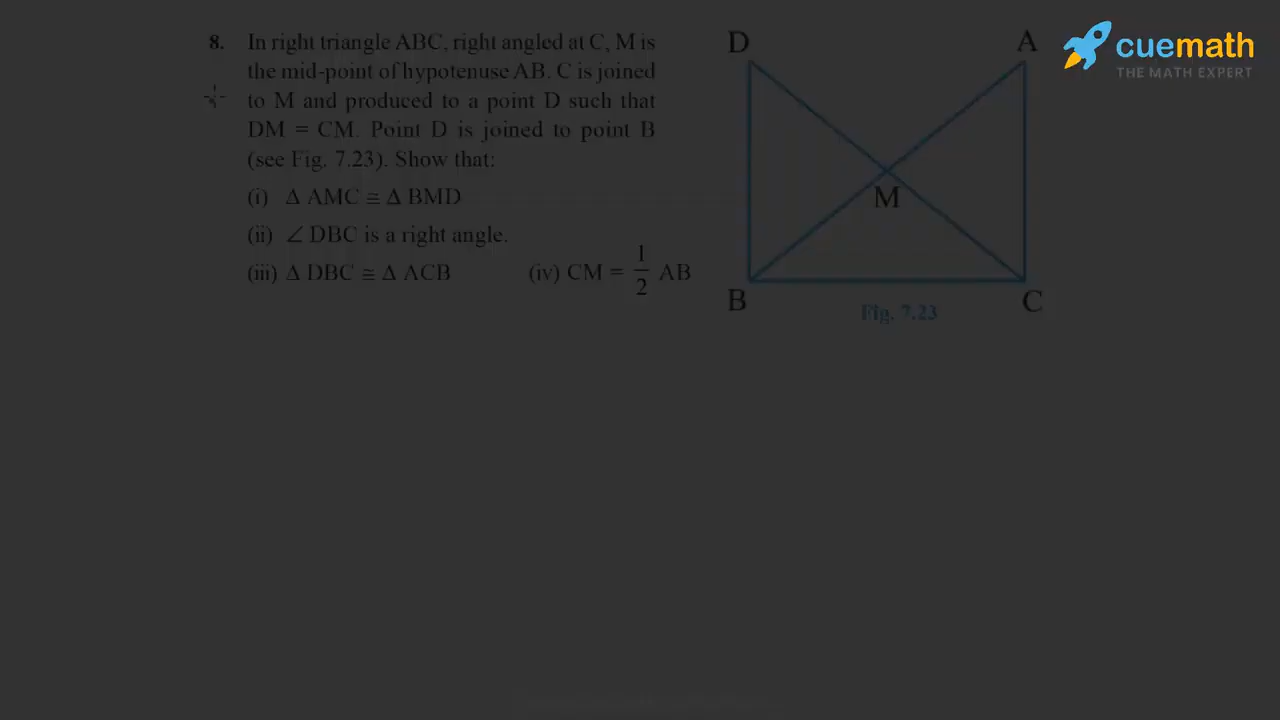 8. In right triangle ABC, right angled at C, M is
the mid-point of hypotenuse AB. C is joined
to M and produced to a point D such that
DM = CM. Point D is joined to point B
(see Fig. 7.23). Show that:
(i) Δ AMC ≅ Δ BMD
(ii) ∠ DBC is a right angle.
(iii) Δ DBC ≅ Δ ACB (iv) CM = 1/2 AB
D A
M
B C
Fig. 7.23
cuemath
THE MATH EXPERT